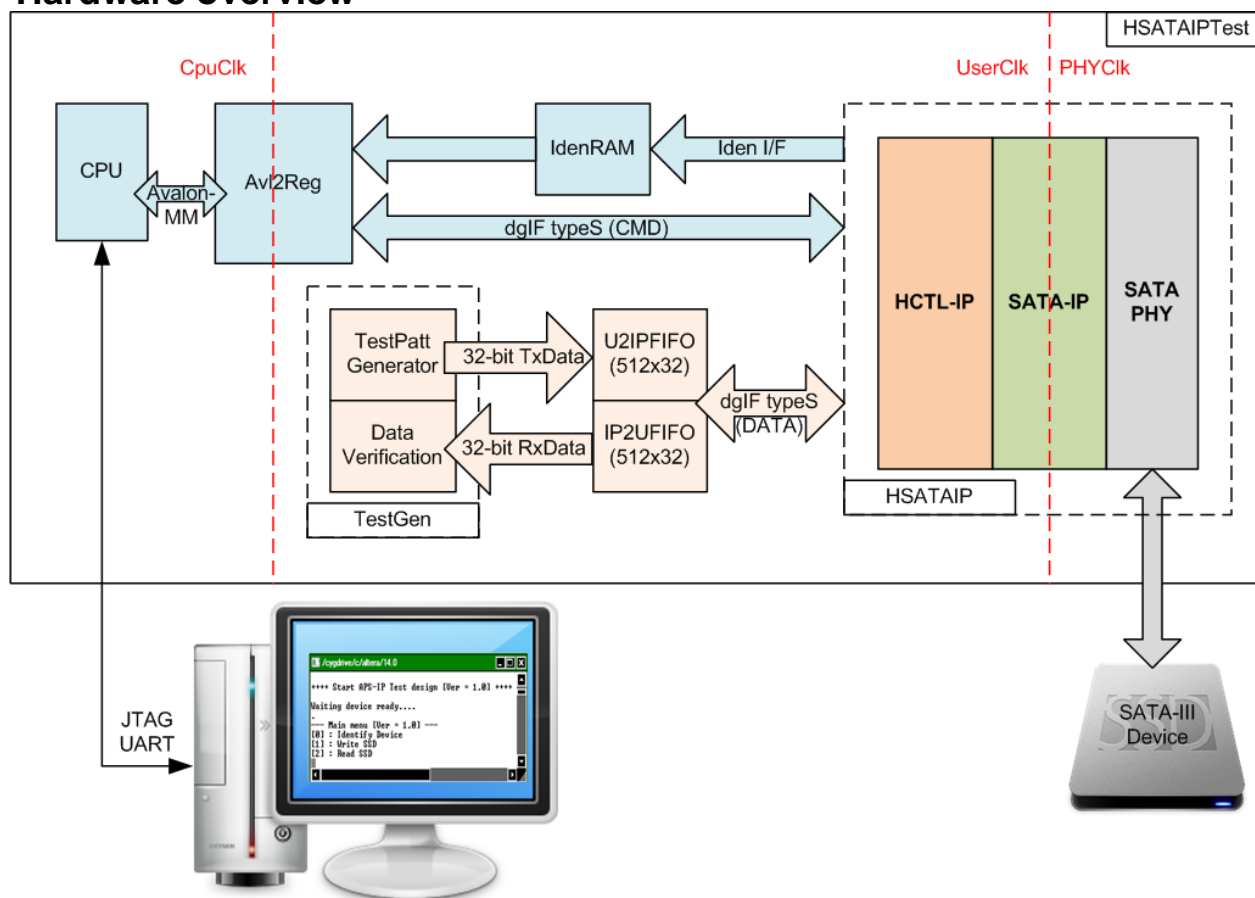 Hardware overview
HSATAIPTest
CpuClk
UserClk
PHYClk
CPU
Avalon-
MM
Avl2Reg
IdenRAM
Iden I/F
dgIF typeS (CMD)
TestPatt
Generator
32-bit TxData
U2IPFIFO
(512x32)
Data
Verification
32-bit RxData
IP2UFIFO
(512x32)
dgIF typeS
(DATA)
TestGen
HCTL-IP
SATA-IP
SATA
PHY
HSATAIP
JTAG
UART
/cygdrive/c/altera/14.0
++++ Start APS-IP Test design [Ver = 1.0] ++++
Waiting device ready....
.
--- Main menu [Ver = 1.0] ---
[0] : Identify Device
[1] : Write SSD
[2] : Read SSD
SSD
SATA-III
Device